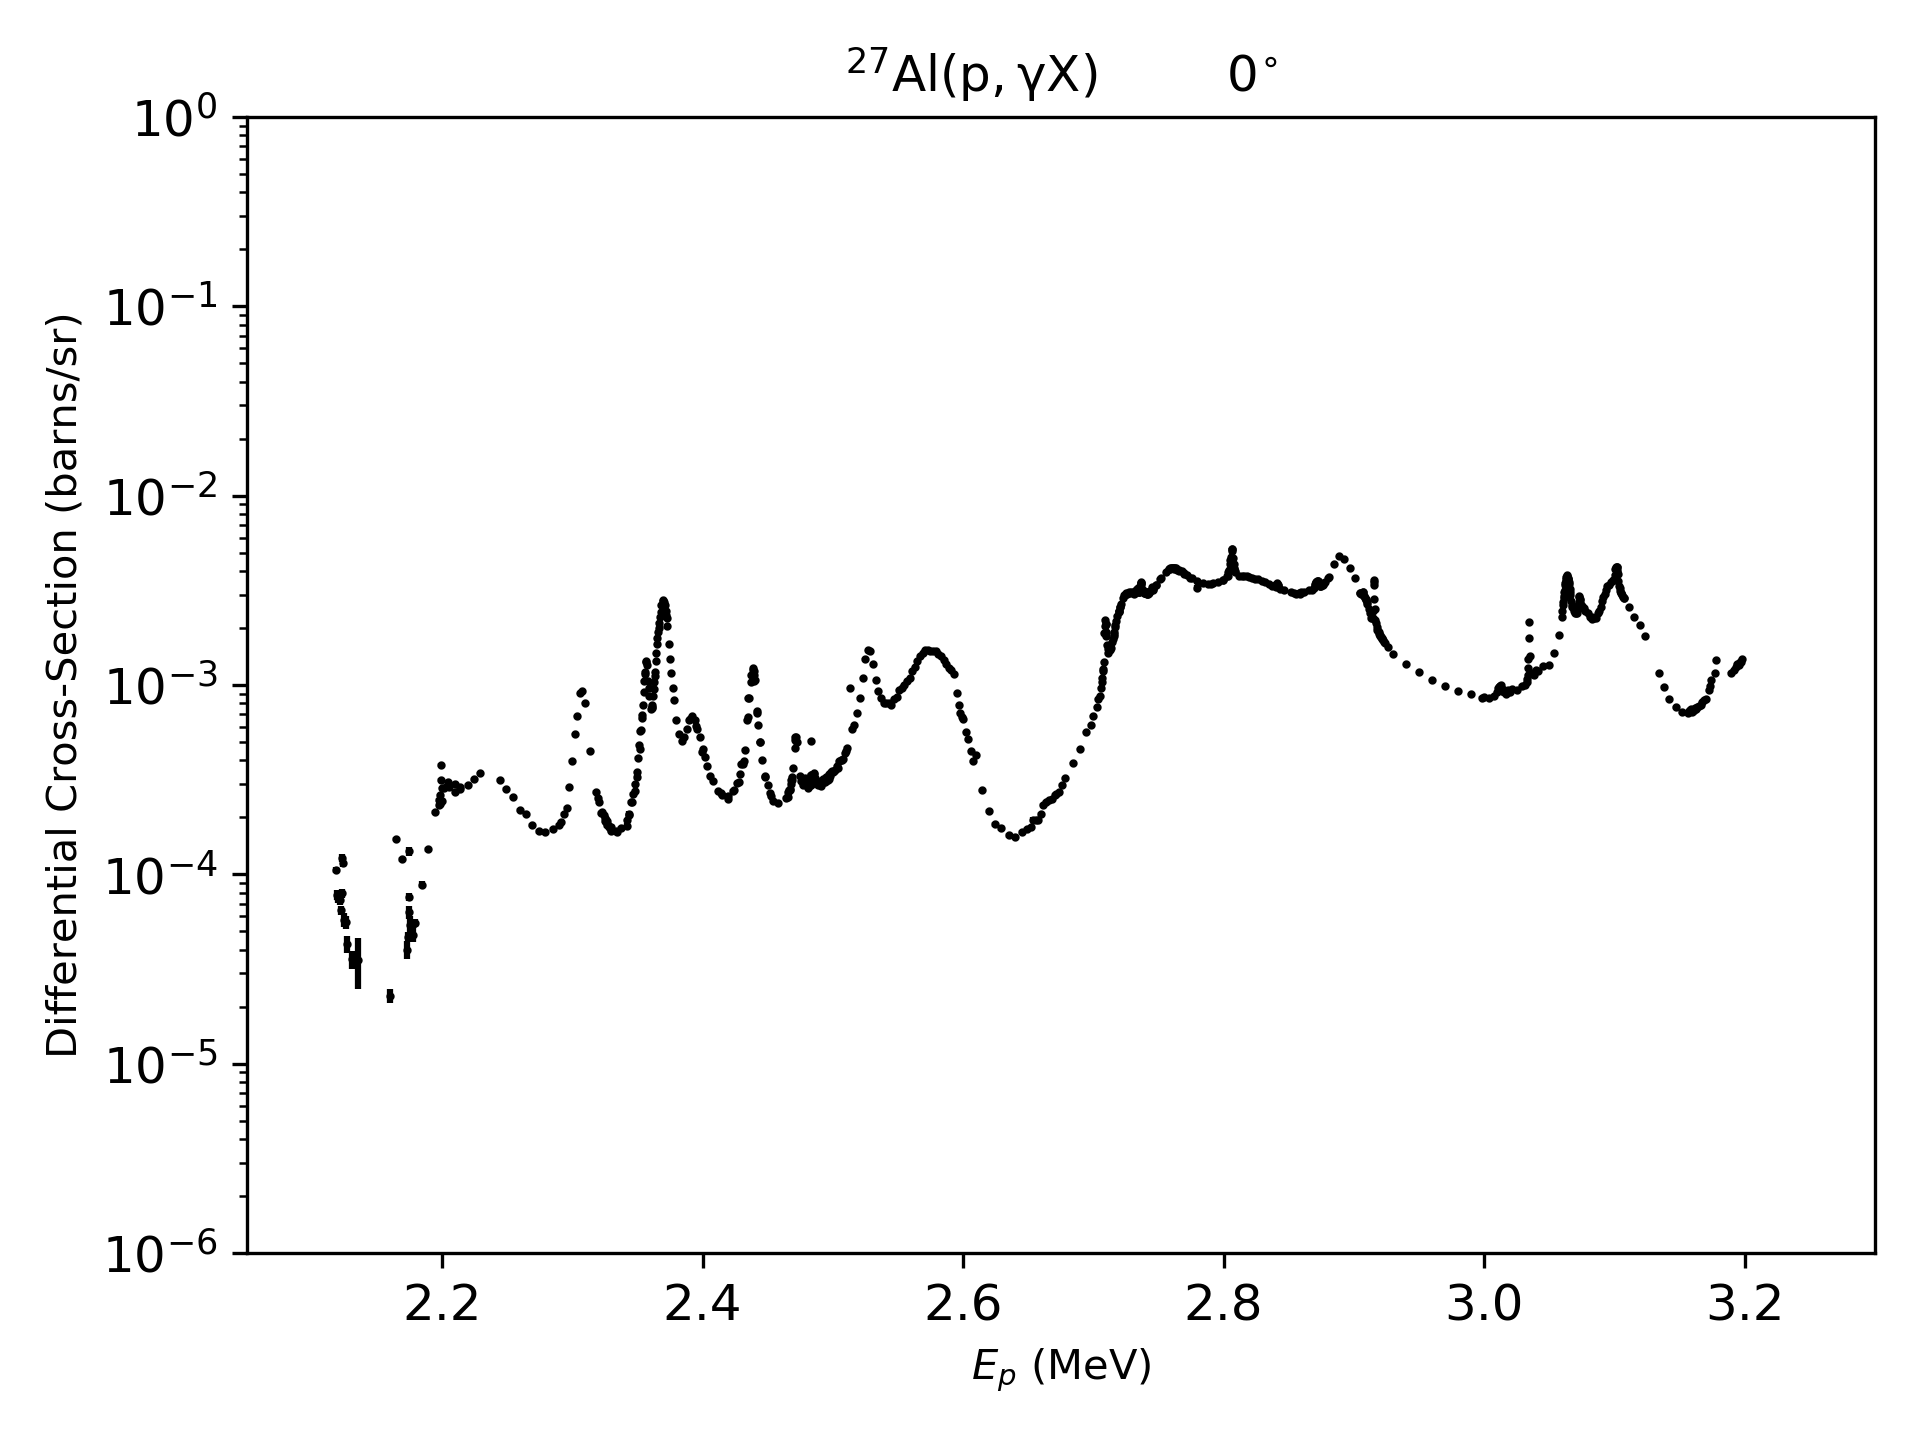 ²⁷Al(p, γX) 0°
Differential Cross-Section (barns/sr)
10⁰
10⁻¹
10⁻²
10⁻³
10⁻⁴
10⁻⁵
10⁻⁶
2.2 2.4 2.6 2.8 3.0 3.2
Eₚ (MeV)